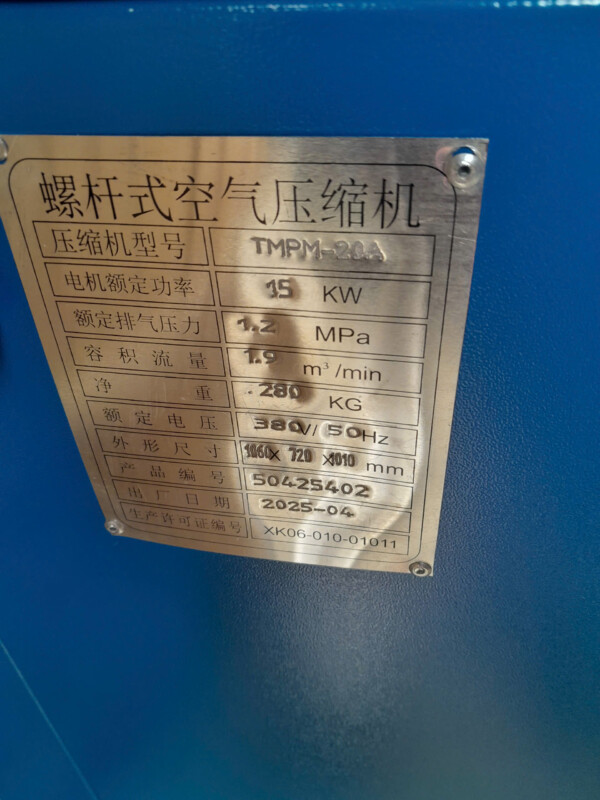 螺杆式空气压缩机
压缩机型号 TMPM-20A
电机额定功率 15 KW
额定排气压力 1.2 MPa
容积流量 1.9 m³/min
净重 280 KG
额定电压 380V/50Hz
外形尺寸 1060X 720 X1010 mm
产品编号 50425402
出厂日期 2025-04
生产许可证编号 XK06-010-01011